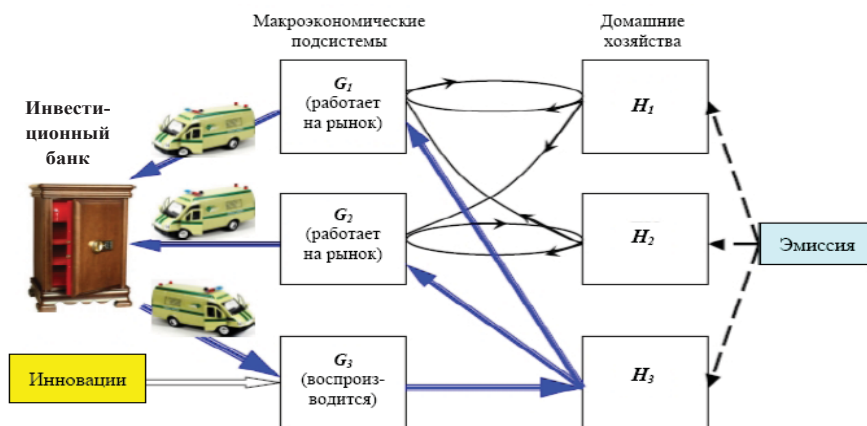 Макроэкономические
подсистемы
Домашние
хозяйства
Инвести-
ционный
банк
G1
(работает
на рынок)
H1
G2
(работает
на рынок)
H2
Эмиссия
G3
(воспроиз-
водится)
H3
Инновации